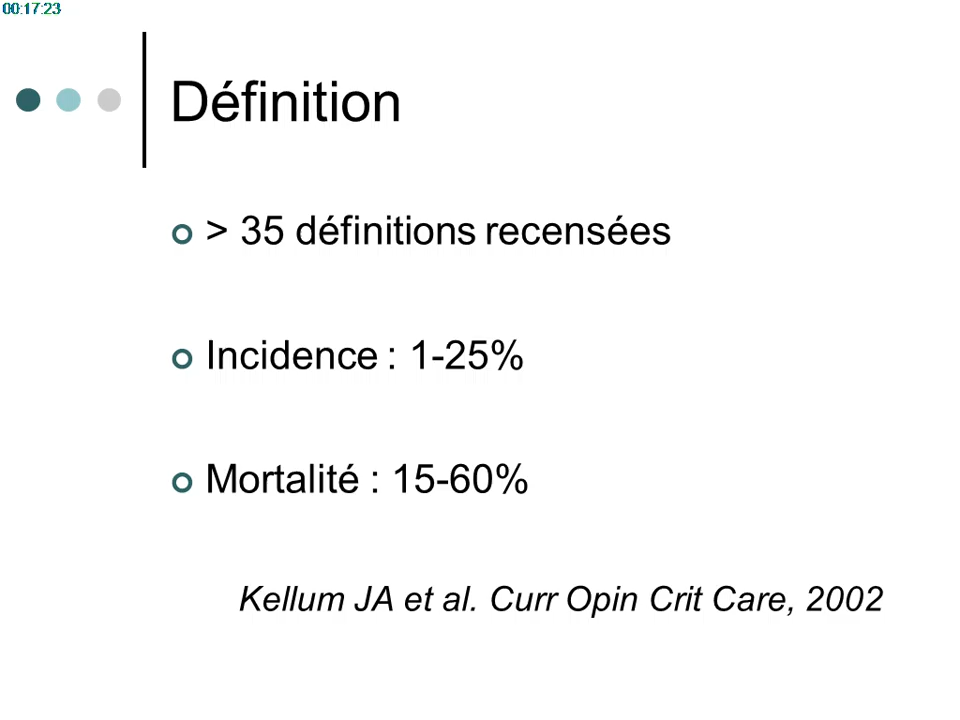 00:17:23
Définition
> 35 définitions recensées
Incidence : 1-25%
Mortalité : 15-60%
Kellum JA et al. Curr Opin Crit Care, 2002